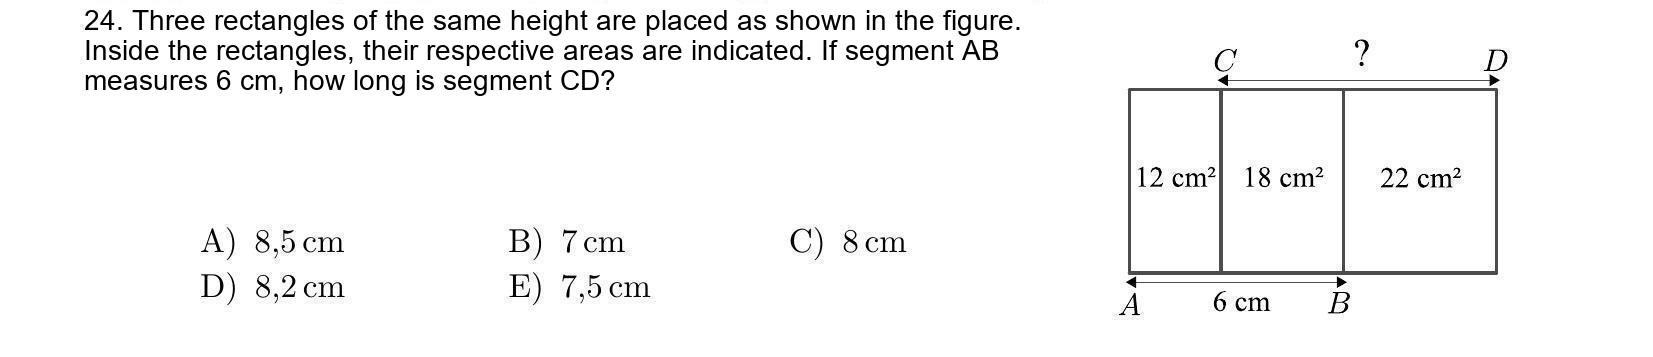 24. Three rectangles of the same height are placed as shown in the figure.
Inside the rectangles, their respective areas are indicated. If segment AB
measures 6 cm, how long is segment CD?
C ? D
12 cm² 18 cm² 22 cm²
A 6 cm B
A) 8,5 cm B) 7 cm C) 8 cm
D) 8,2 cm E) 7,5 cm